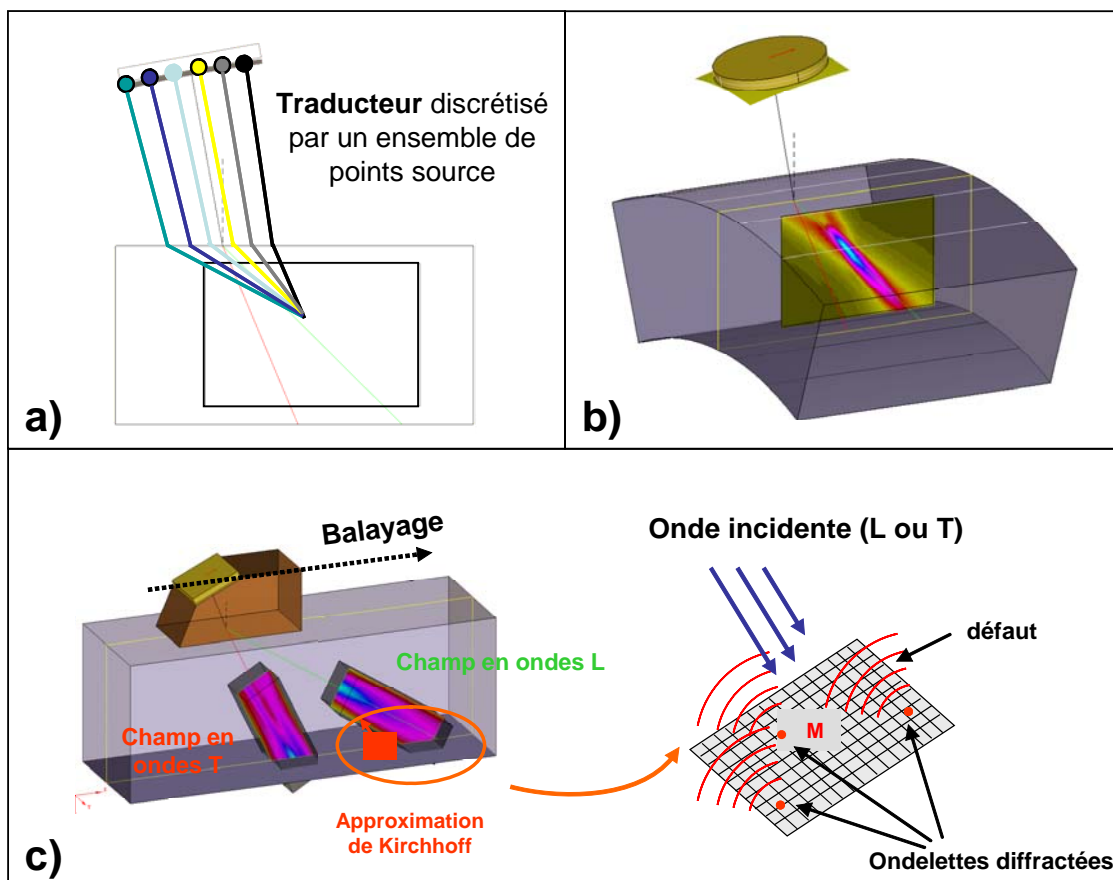 Traducteur discrétisé
par un ensemble de
points source
a)
b)
Balayage
Champ en ondes L
Champ en
ondes T
Approximation
de Kirchhoff
c)
Onde incidente (L ou T)
défaut
M
Ondelettes diffractées